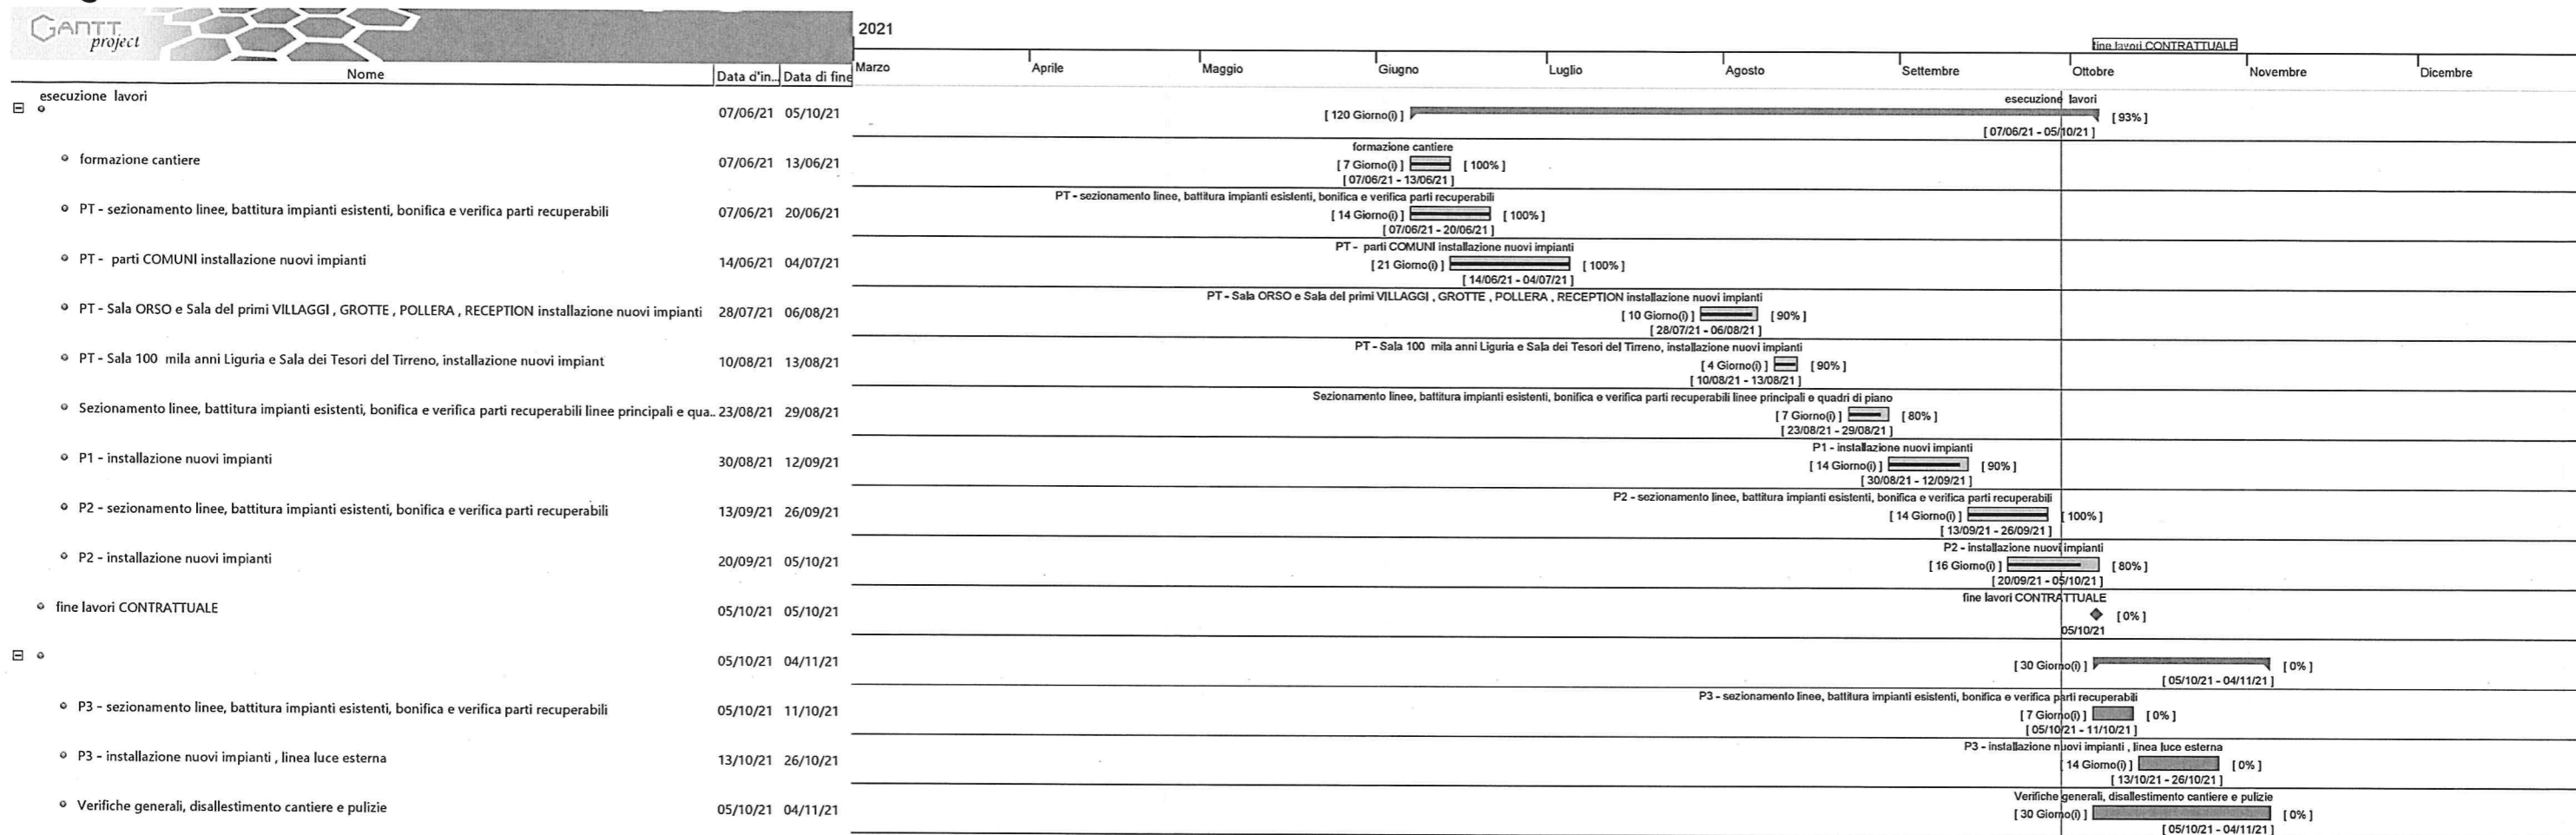 GANTT
project
2021
fine lavori CONTRATTUALE
Nome Data d'in... Data di fine
Marzo Aprile Maggio Giugno Luglio Agosto Settembre Ottobre Novembre Dicembre
esecuzione lavori 07/06/21 05/10/21
esecuzione lavori
[ 120 Giorno(i) ] [ 93% ]
[ 07/06/21 - 05/10/21 ]
formazione cantiere 07/06/21 13/06/21
formazione cantiere
[ 7 Giorno(i) ] [ 100% ]
[ 07/06/21 - 13/06/21 ]
PT - sezionamento linee, battitura impianti esistenti, bonifica e verifica parti recuperabili 07/06/21 20/06/21
PT - sezionamento linee, battitura impianti esistenti, bonifica e verifica parti recuperabili
[ 14 Giorno(i) ] [ 100% ]
[ 07/06/21 - 20/06/21 ]
PT - parti COMUNI installazione nuovi impianti 14/06/21 04/07/21
PT - parti COMUNI installazione nuovi impianti
[ 21 Giorno(i) ] [ 100% ]
[ 14/06/21 - 04/07/21 ]
PT - Sala ORSO e Sala del primi VILLAGGI , GROTTE , POLLERA , RECEPTION installazione nuovi impianti 28/07/21 06/08/21
PT - Sala ORSO e Sala del primi VILLAGGI , GROTTE , POLLERA , RECEPTION installazione nuovi impianti
[ 10 Giorno(i) ] [ 90% ]
[ 28/07/21 - 06/08/21 ]
PT - Sala 100 mila anni Liguria e Sala dei Tesori del Tirreno, installazione nuovi impiant 10/08/21 13/08/21
PT - Sala 100 mila anni Liguria e Sala dei Tesori del Tirreno, installazione nuovi impianti
[ 4 Giorno(i) ] [ 90% ]
[ 10/08/21 - 13/08/21 ]
Sezionamento linee, battitura impianti esistenti, bonifica e verifica parti recuperabili linee principali e qua.. 23/08/21 29/08/21
Sezionamento linee, battitura impianti esistenti, bonifica e verifica parti recuperabili linee principali e quadri di piano
[ 7 Giorno(i) ] [ 80% ]
[ 23/08/21 - 29/08/21 ]
P1 - installazione nuovi impianti 30/08/21 12/09/21
P1 - installazione nuovi impianti
[ 14 Giorno(i) ] [ 90% ]
[ 30/08/21 - 12/09/21 ]
P2 - sezionamento linee, battitura impianti esistenti, bonifica e verifica parti recuperabili 13/09/21 26/09/21
P2 - sezionamento linee, battitura impianti esistenti, bonifica e verifica parti recuperabili
[ 14 Giorno(i) ] [ 100% ]
[ 13/09/21 - 26/09/21 ]
P2 - installazione nuovi impianti 20/09/21 05/10/21
P2 - installazione nuovi impianti
[ 16 Giorno(i) ] [ 80% ]
[ 20/09/21 - 05/10/21 ]
fine lavori CONTRATTUALE 05/10/21 05/10/21
fine lavori CONTRATTUALE
[ 0% ]
05/10/21
05/10/21 04/11/21
[ 30 Giorno(i) ] [ 0% ]
[ 05/10/21 - 04/11/21 ]
P3 - sezionamento linee, battitura impianti esistenti, bonifica e verifica parti recuperabili 05/10/21 11/10/21
P3 - sezionamento linee, battitura impianti esistenti, bonifica e verifica parti recuperabili
[ 7 Giorno(i) ] [ 0% ]
[ 05/10/21 - 11/10/21 ]
P3 - installazione nuovi impianti , linea luce esterna 13/10/21 26/10/21
P3 - installazione nuovi impianti , linea luce esterna
[ 14 Giorno(i) ] [ 0% ]
[ 13/10/21 - 26/10/21 ]
Verifiche generali, disallestimento cantiere e pulizie 05/10/21 04/11/21
Verifiche generali, disallestimento cantiere e pulizie
[ 30 Giorno(i) ] [ 0% ]
[ 05/10/21 - 04/11/21 ]